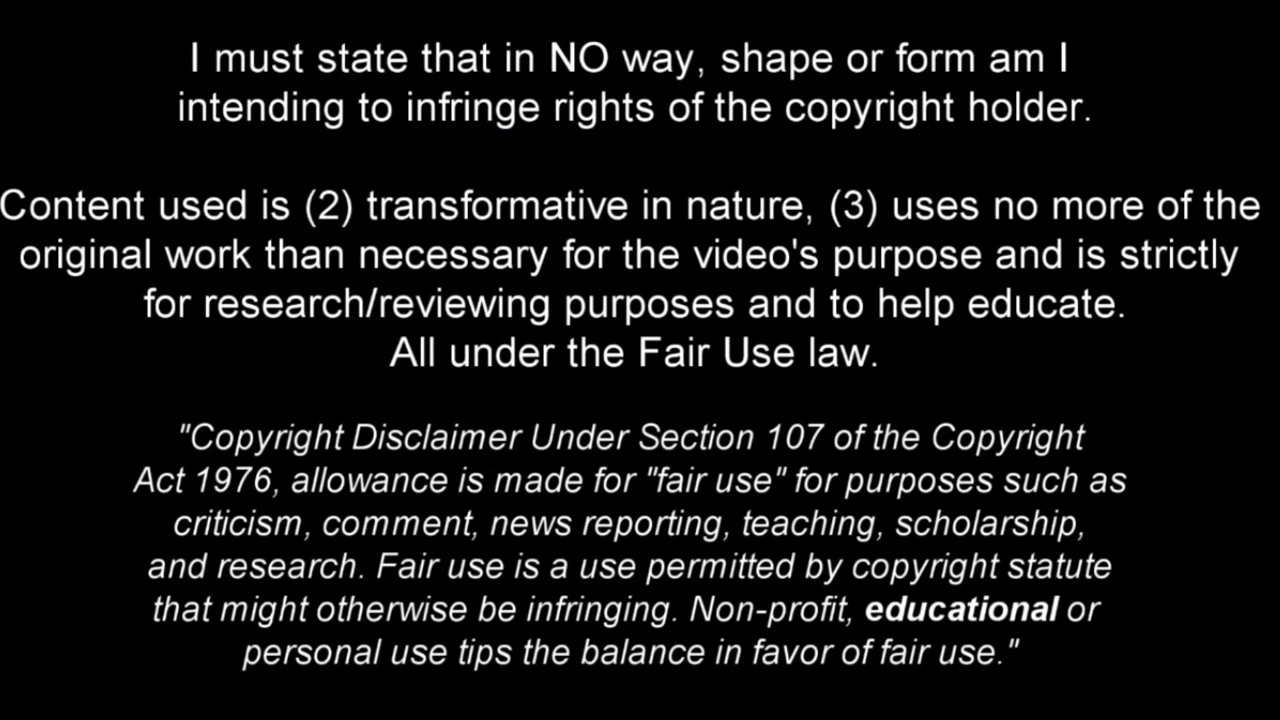 I must state that in NO way, shape or form am I
intending to infringe rights of the copyright holder.
Content used is (2) transformative in nature, (3) uses no more of the
original work than necessary for the video's purpose and is strictly
for research/reviewing purposes and to help educate.
All under the Fair Use law.
"Copyright Disclaimer Under Section 107 of the Copyright
Act 1976, allowance is made for "fair use" for purposes such as
criticism, comment, news reporting, teaching, scholarship,
and research. Fair use is a use permitted by copyright statute
that might otherwise be infringing. Non-profit, educational or
personal use tips the balance in favor of fair use."